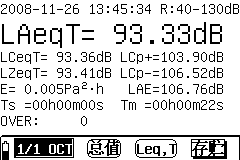 2008-11-26 13:45:34 R:40-130dB
LAeqT= 93.33dB
LCeqT= 93.36dB LCp+=103.90dB
LZeqT= 93.41dB LCp-=106.52dB
E= 0.005Pa²·h LAE=106.76dB
Ts =00h00m00s Tm =00h00m22s
OVER: 0
1/1 OCT 总值 Leq,T 存贮